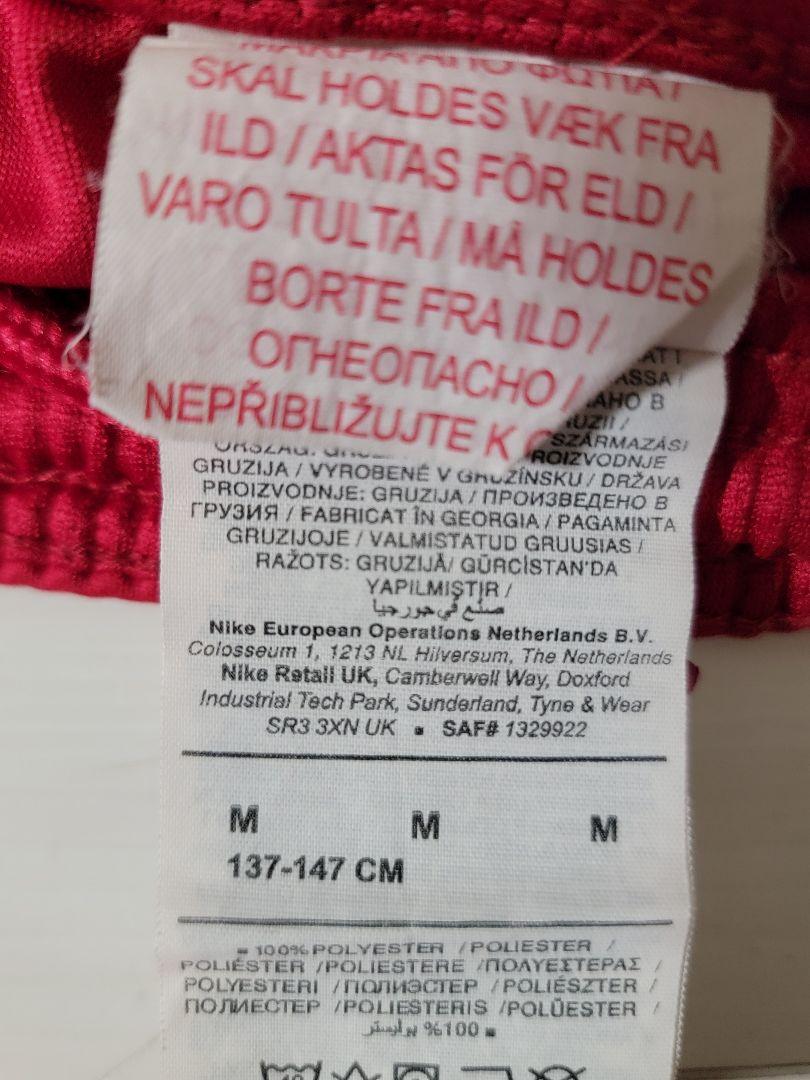 SKAL HOLDES VÆK FRA
ILD / AKTAS FÖR ELD /
VARO TULTA / MÅ HOLDES
BORTE FRA ILD /
ОГНЕОПАСНО /
NEPŘIBLIŽUJTE K
SZÁRMAZÁSI
GRUZIJA / VYROBENÉ V GRUZÍNSKU / DRŽAVA
PROIZVODNJE: GRUZIJA / ПРОИЗВЕДЕНО В
ГРУЗИЯ / FABRICAT ÎN GEORGIA / PAGAMINTA
GRUZIJOJE / VALMISTATUD GRUUSIAS /
RAŽOTS: GRUZIJĀ/ GÜRCİSTAN'DA
YAPILMIŞTIR /
صنع في جورجيا
Nike European Operations Netherlands B.V.
Colosseum 1, 1213 NL Hilversum, The Netherlands
Nike Retail UK, Camberwell Way, Doxford
Industrial Tech Park, Sunderland, Tyne & Wear
SR3 3XN UK ▪ SAF# 1329922
M M M
137-147 CM
100% POLYESTER / POLIESTER /
POLIÉSTER / POLIESTERE / ΠΟΛΥΕΣΤΕΡΑΣ /
POLYESTERI / ПОЛИЭСТЕР / POLIÉSZTER /
ПОЛИЕСТЕР / POLIESTERIS / POLÜESTER /
100% بوليستر